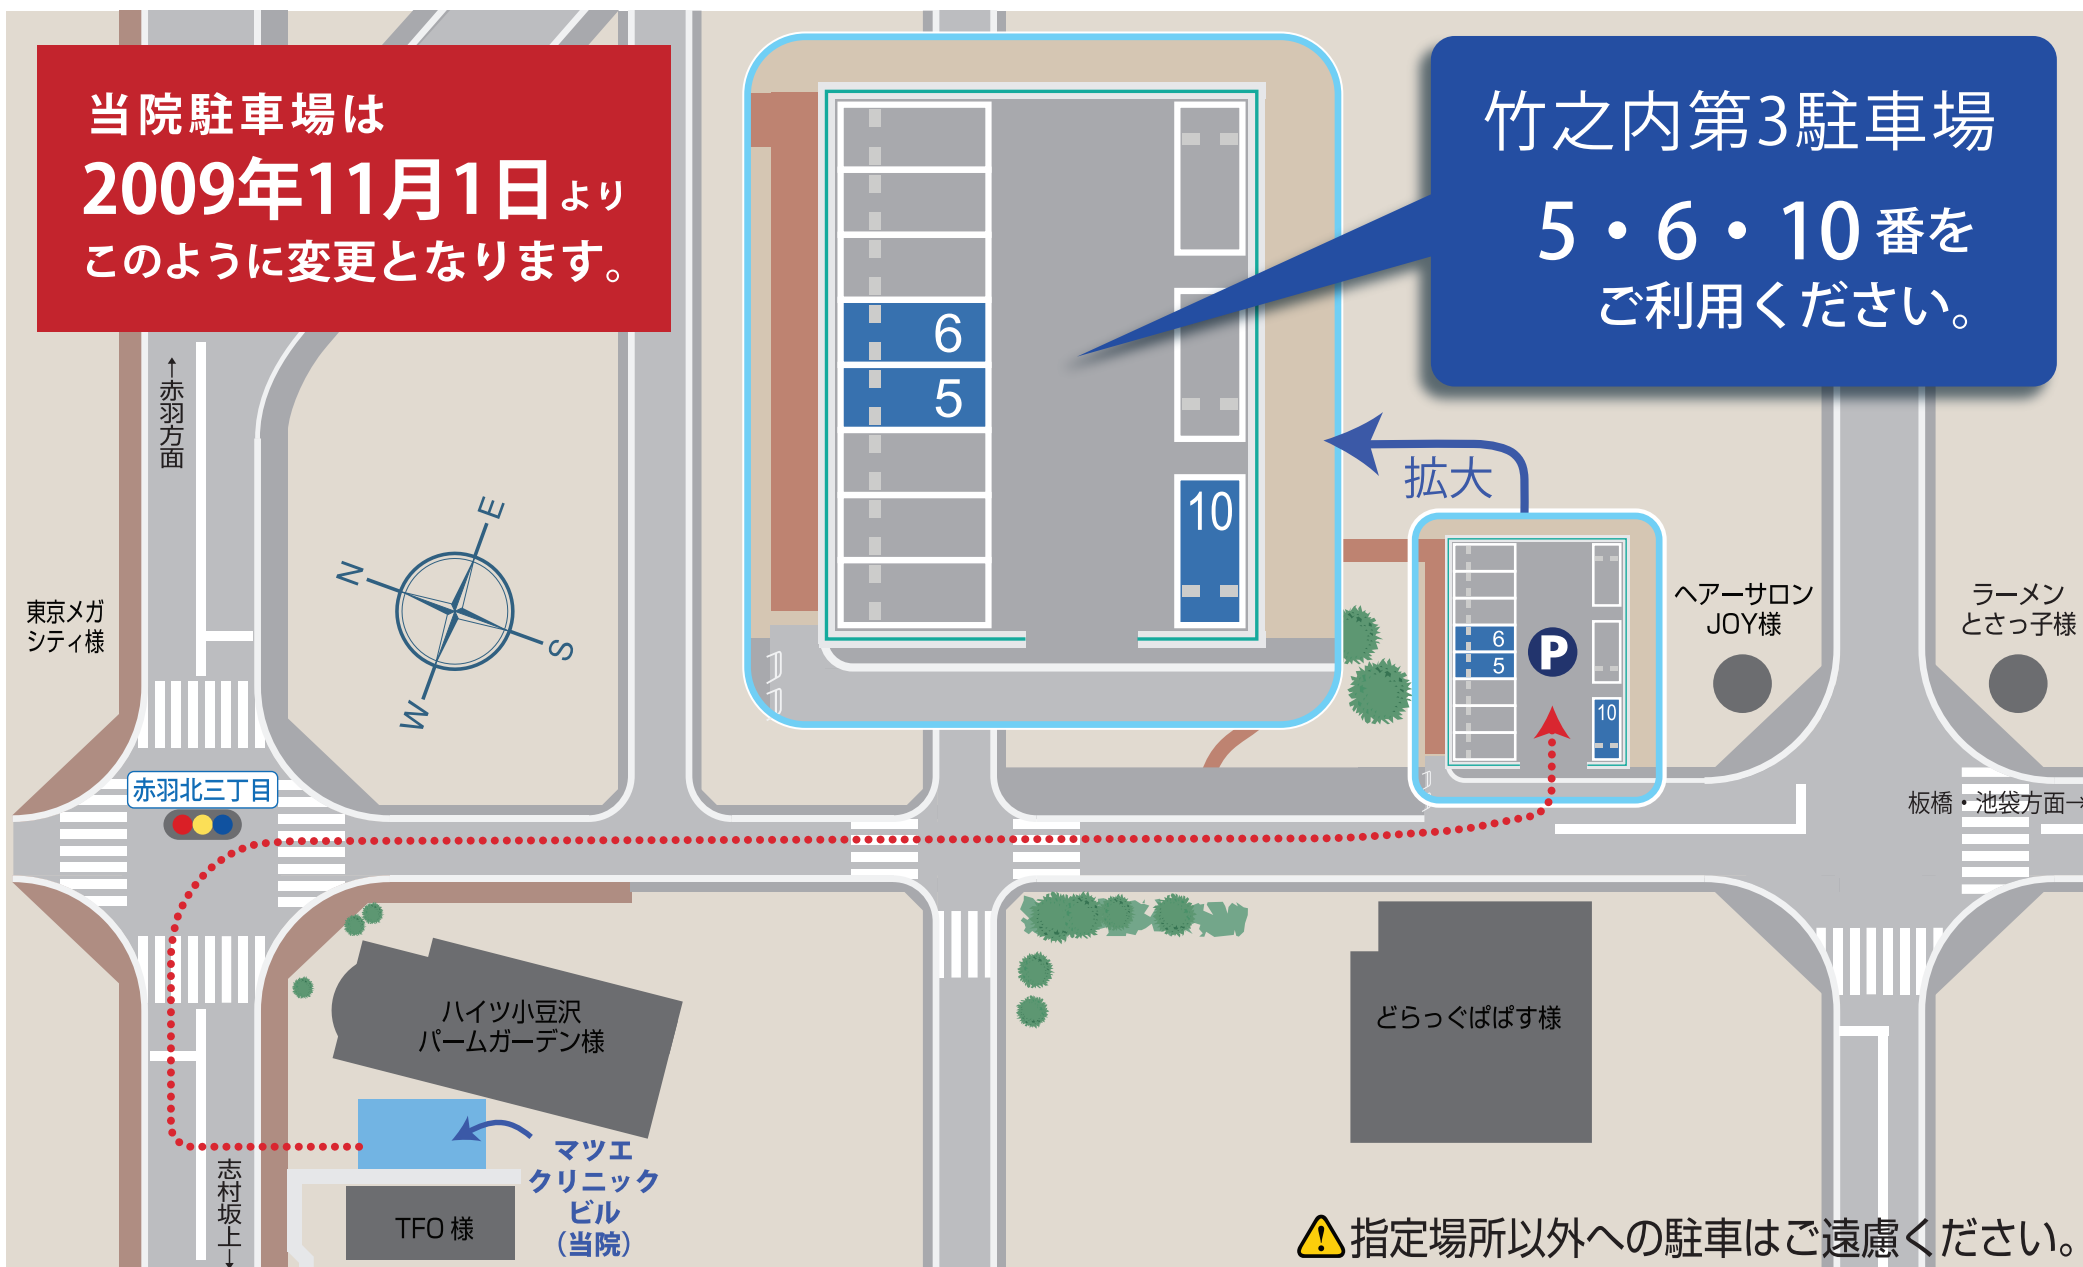 当院駐車場は
2009年11月1日より
このように変更となります。
竹之内第3駐車場
5・6・10番を
ご利用ください。
6
5
10
拡大
←赤羽方面
E
N
S
W
東京メガ
シティ様
赤羽北三丁目
6
5
P
10
ヘアーサロン
JOY様
ラーメン
とさっ子様
板橋・池袋方面→
ハイツ小豆沢
パームガーデン様
どらっぐぱぱす様
マツエ
クリニック
ビル
(当院)
TFO 様
志村坂上→
指定場所以外への駐車はご遠慮ください。